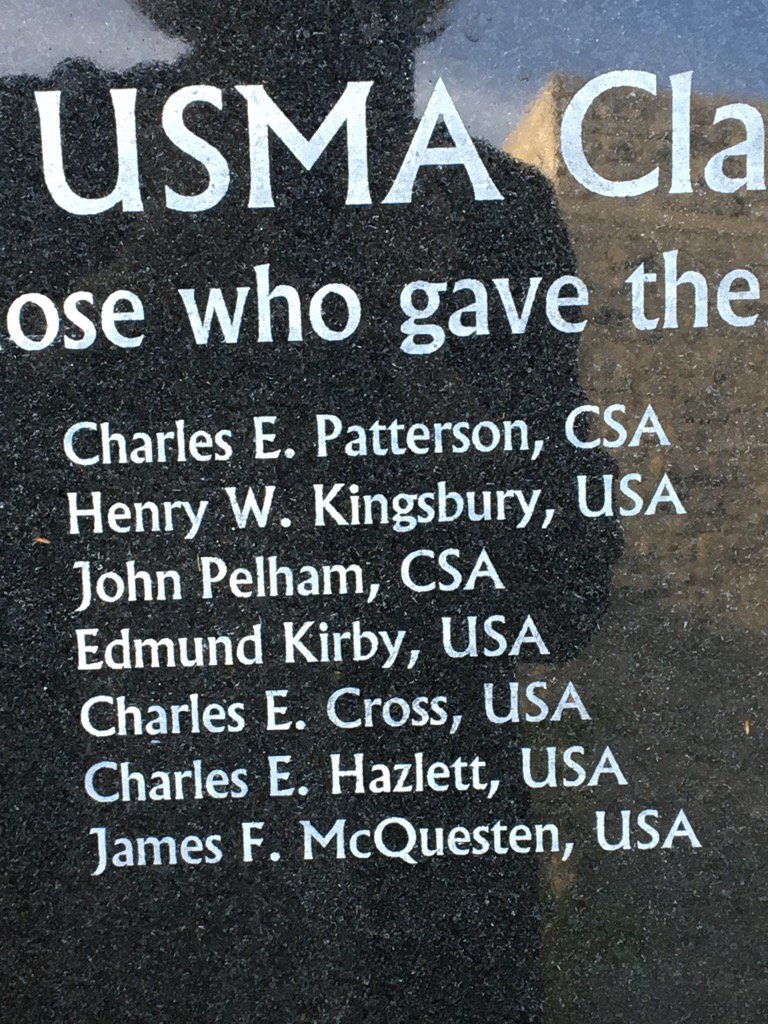 USMA Cla
ose who gave the
Charles E. Patterson, CSA
Henry W. Kingsbury, USA
John Pelham, CSA
Edmund Kirby, USA
Charles E. Cross, USA
Charles E. Hazlett, USA
James F. McQuesten, USA